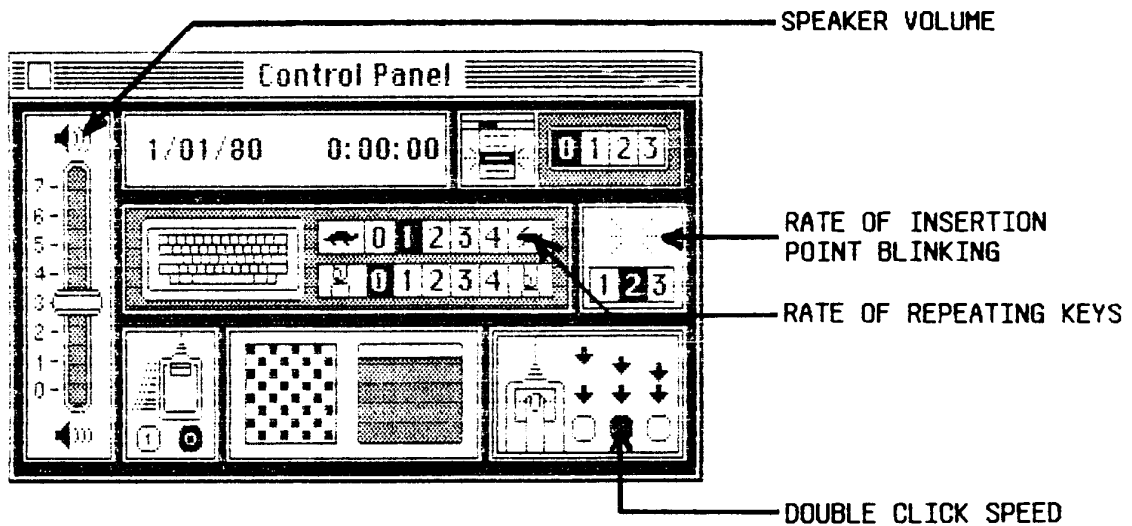 SPEAKER VOLUME
Control Panel
1/01/80 0:00:00
0 1 2 3
7
6
5
4
3
2
1
0
0 1 2 3 4
0 1 2 3 4
RATE OF INSERTION
POINT BLINKING
1 2 3
RATE OF REPEATING KEYS
1 0
DOUBLE CLICK SPEED